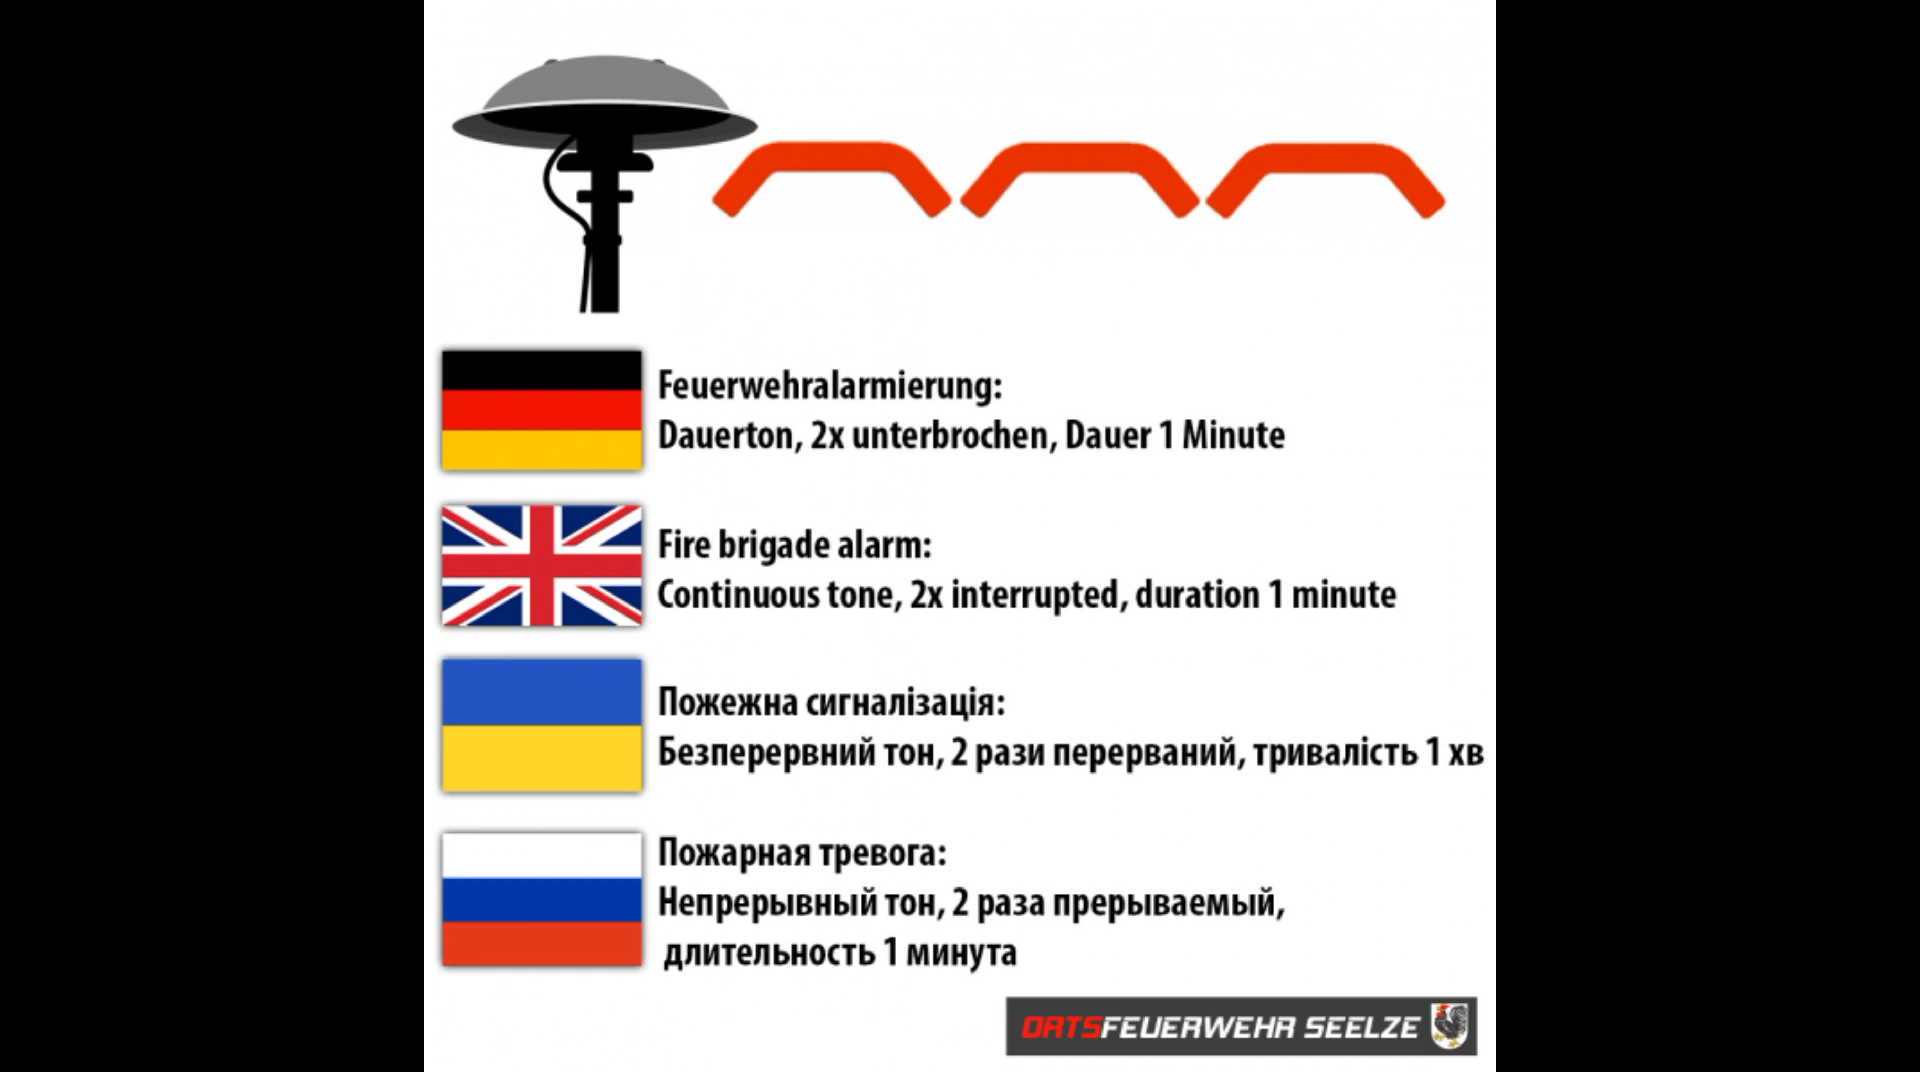 Feuerwehralarmierung:
Dauerton, 2x unterbrochen, Dauer 1 Minute
Fire brigade alarm:
Continuous tone, 2x interrupted, duration 1 minute
Пожежна сигналізація:
Безперервний тон, 2 рази перерваний, тривалість 1 хв
Пожарная тревога:
Непрерывный тон, 2 раза прерываемый,
длительность 1 минута
ORTSFEUERWEHR SEELZE